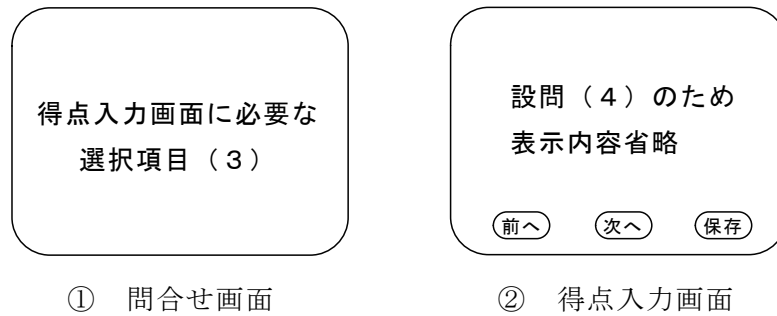 得点入力画面に必要な
選択項目（３）
設問（４）のため
表示内容省略
前へ 次へ 保存
① 問合せ画面
② 得点入力画面